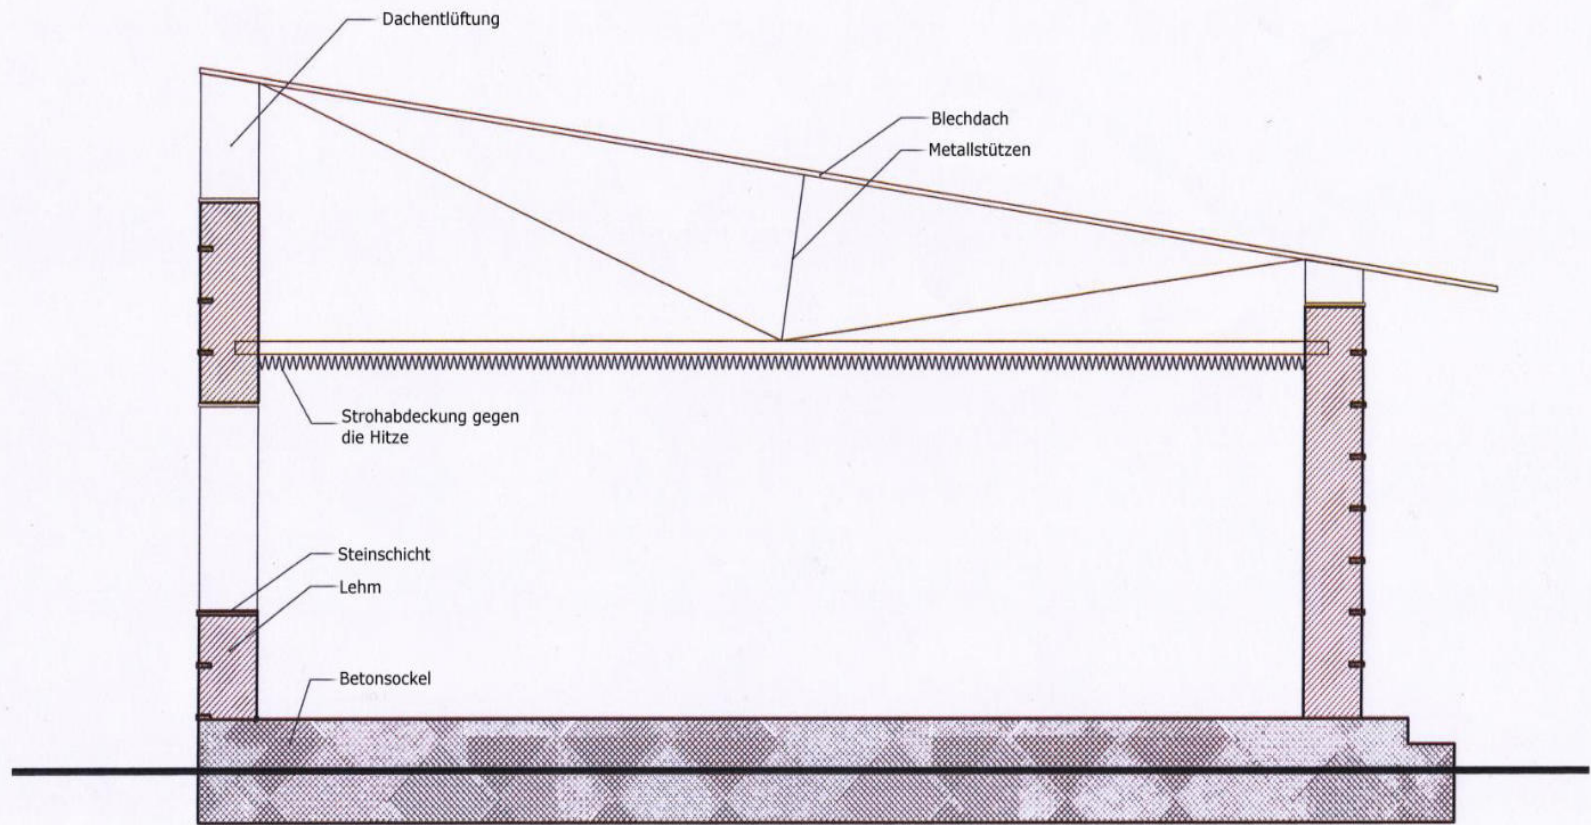 Dachentlüftung
Blechdach
Metallstützen
Strohabdeckung gegen
die Hitze
Steinschicht
Lehm
Betonsockel